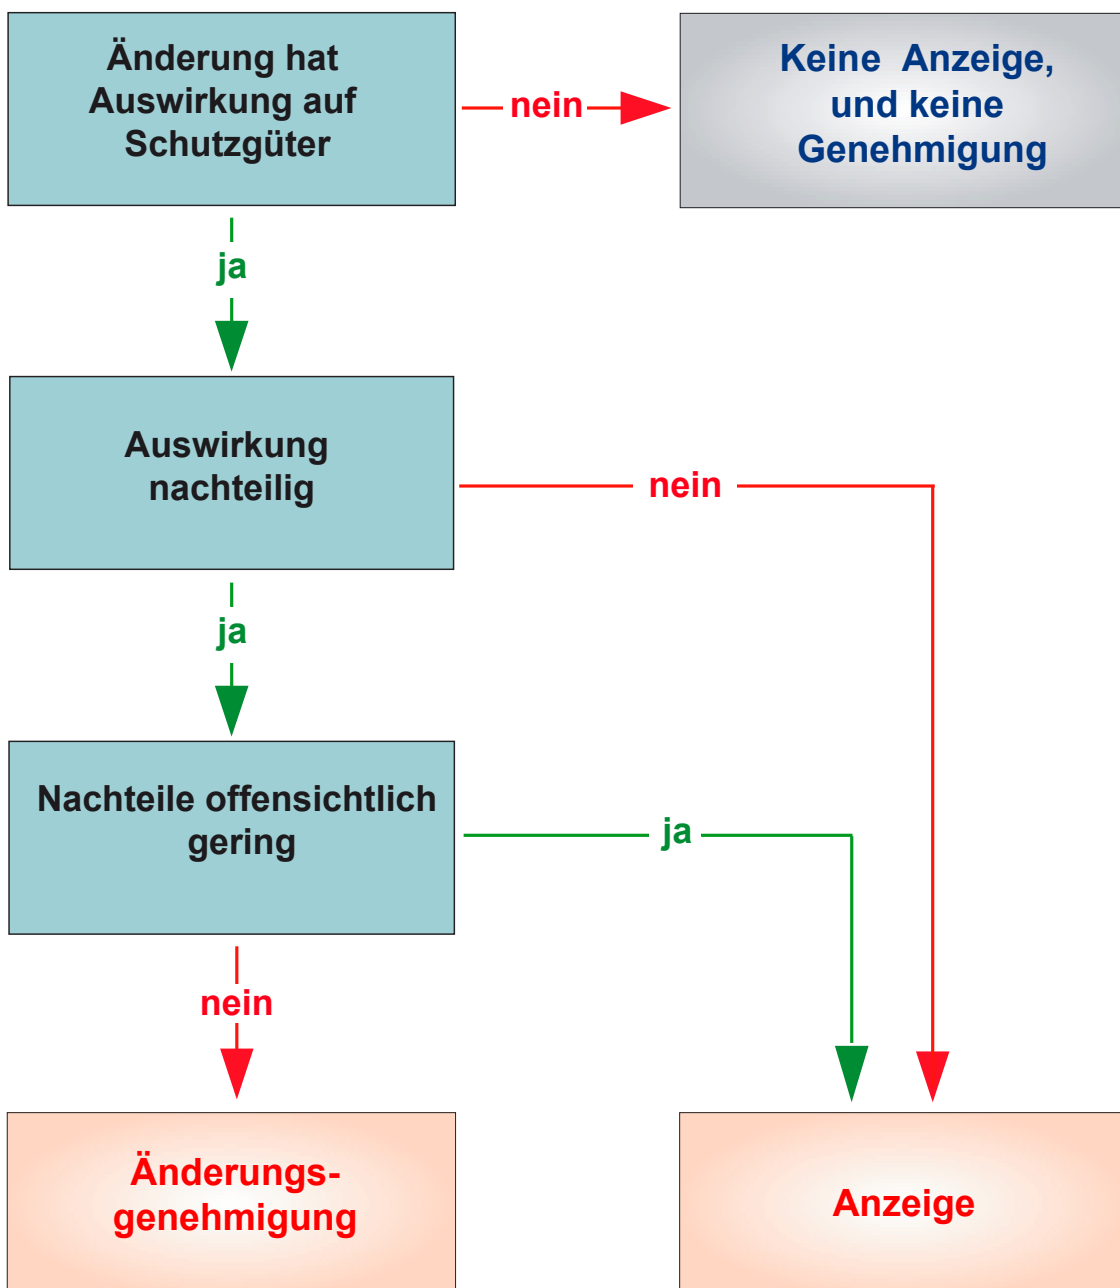 Änderung hat
Auswirkung auf
Schutzgüter
nein
Keine Anzeige,
und keine
Genehmigung
ja
Auswirkung
nachteilig
nein
ja
Nachteile offensichtlich
gering
ja
nein
Änderungs-
genehmigung
Anzeige